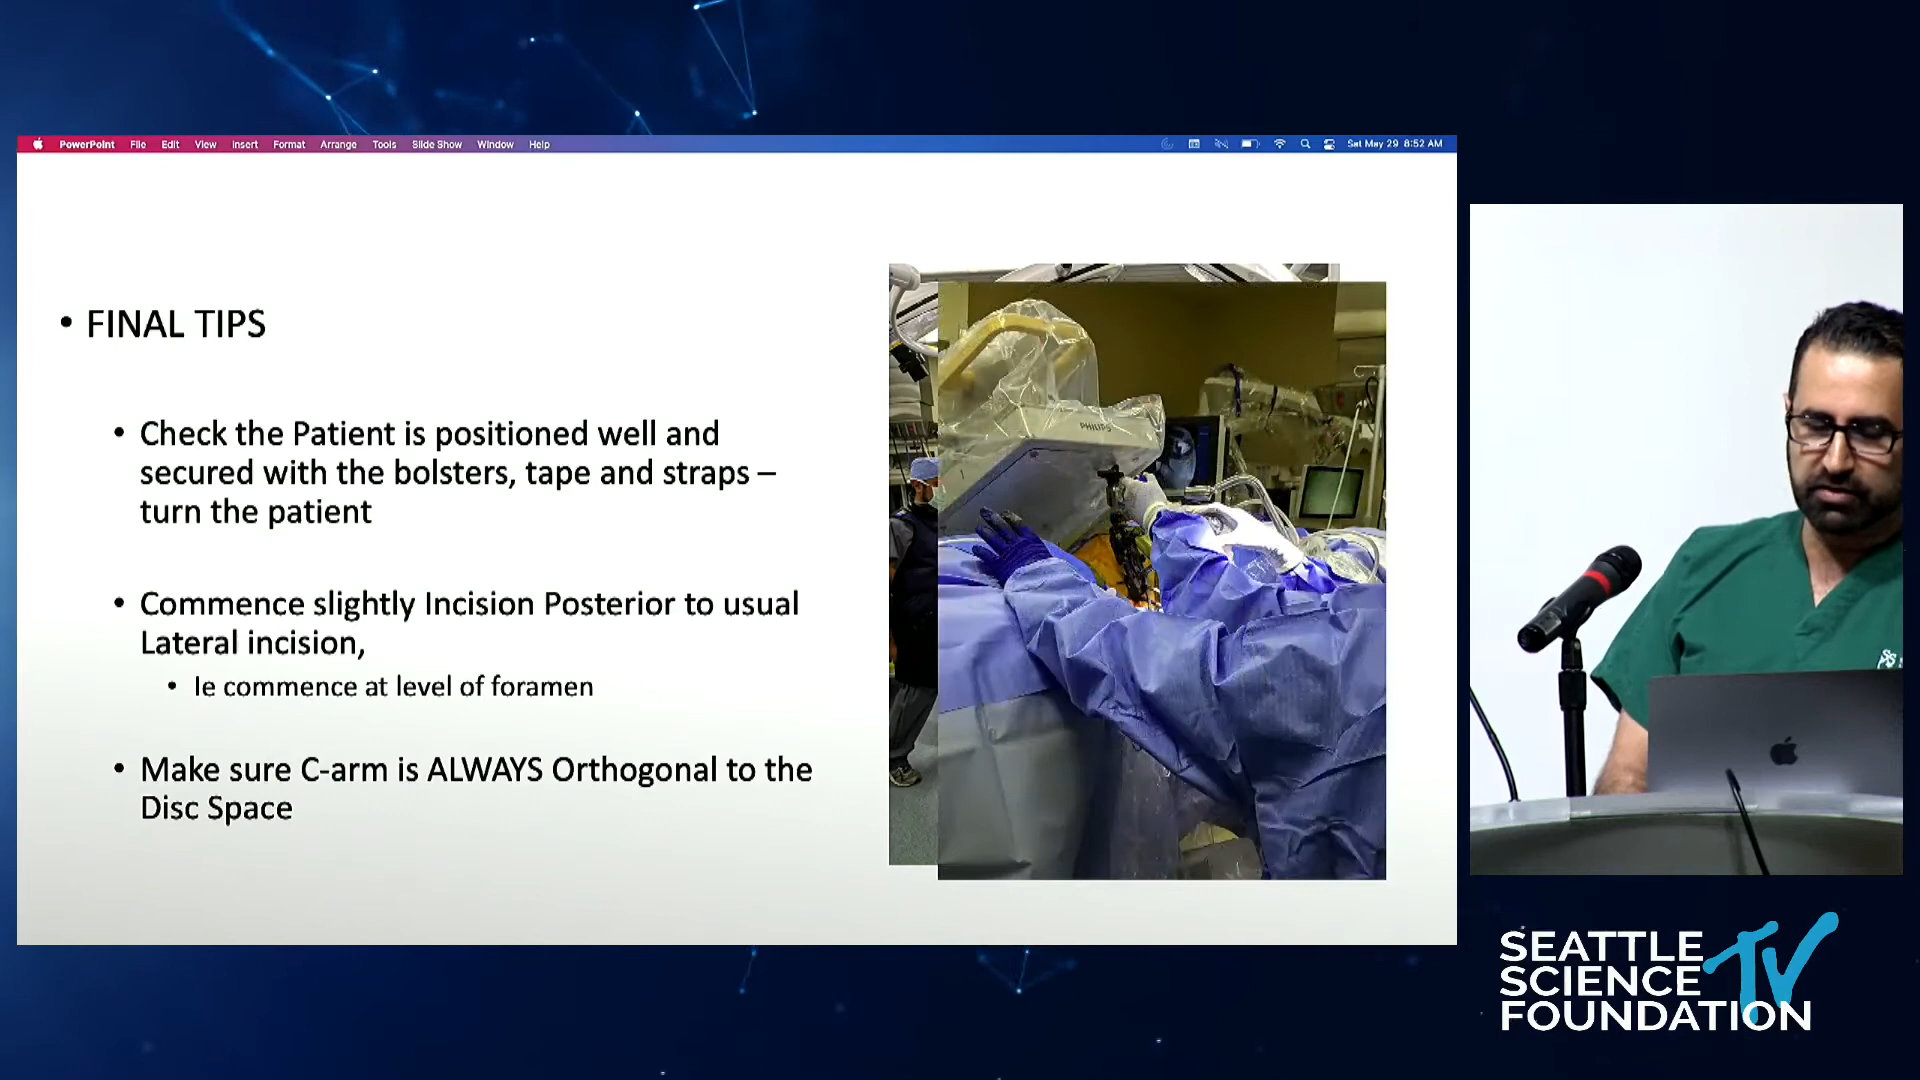 PowerPoint File Edit View Insert Format Arrange Tools Slide Show Window Help Sat May 29 8:52 AM
• FINAL TIPS
• Check the Patient is positioned well and
secured with the bolsters, tape and straps –
turn the patient
• Commence slightly Incision Posterior to usual
Lateral incision,
• Ie commence at level of foramen
• Make sure C-arm is ALWAYS Orthogonal to the
Disc Space
PHILIPS
SEATTLE
SCIENCE
FOUNDATION
TV